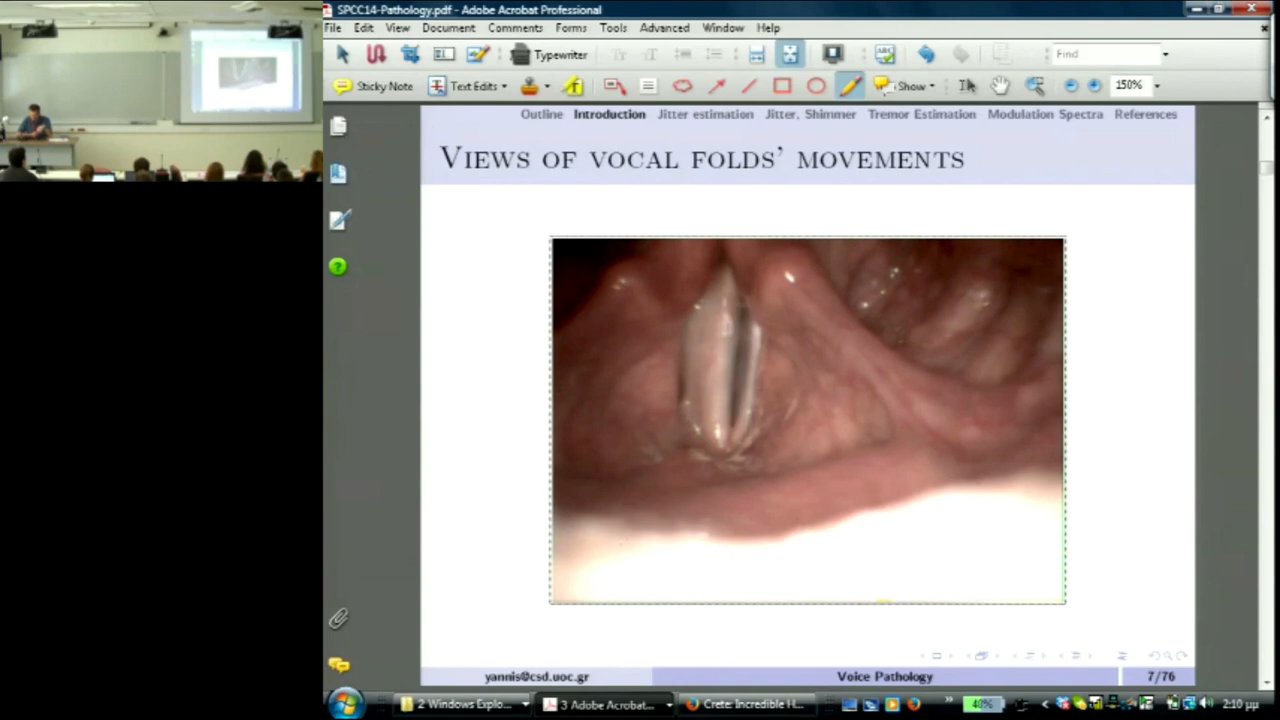 SPCC14-Pathology.pdf - Adobe Acrobat Professional
File Edit View Document Comments Forms Tools Advanced Window Help
Typewriter Find
Sticky Note Text Edits Show 150%
Outline Introduction Jitter estimation Jitter, Shimmer Tremor Estimation Modulation Spectra References
Views of vocal folds' movements
yannis@csd.uoc.gr Voice Pathology 7/76
2 Windows Explo... 3 Adobe Acrobat... Crete: Incredible H... 40% 2:10 μμ